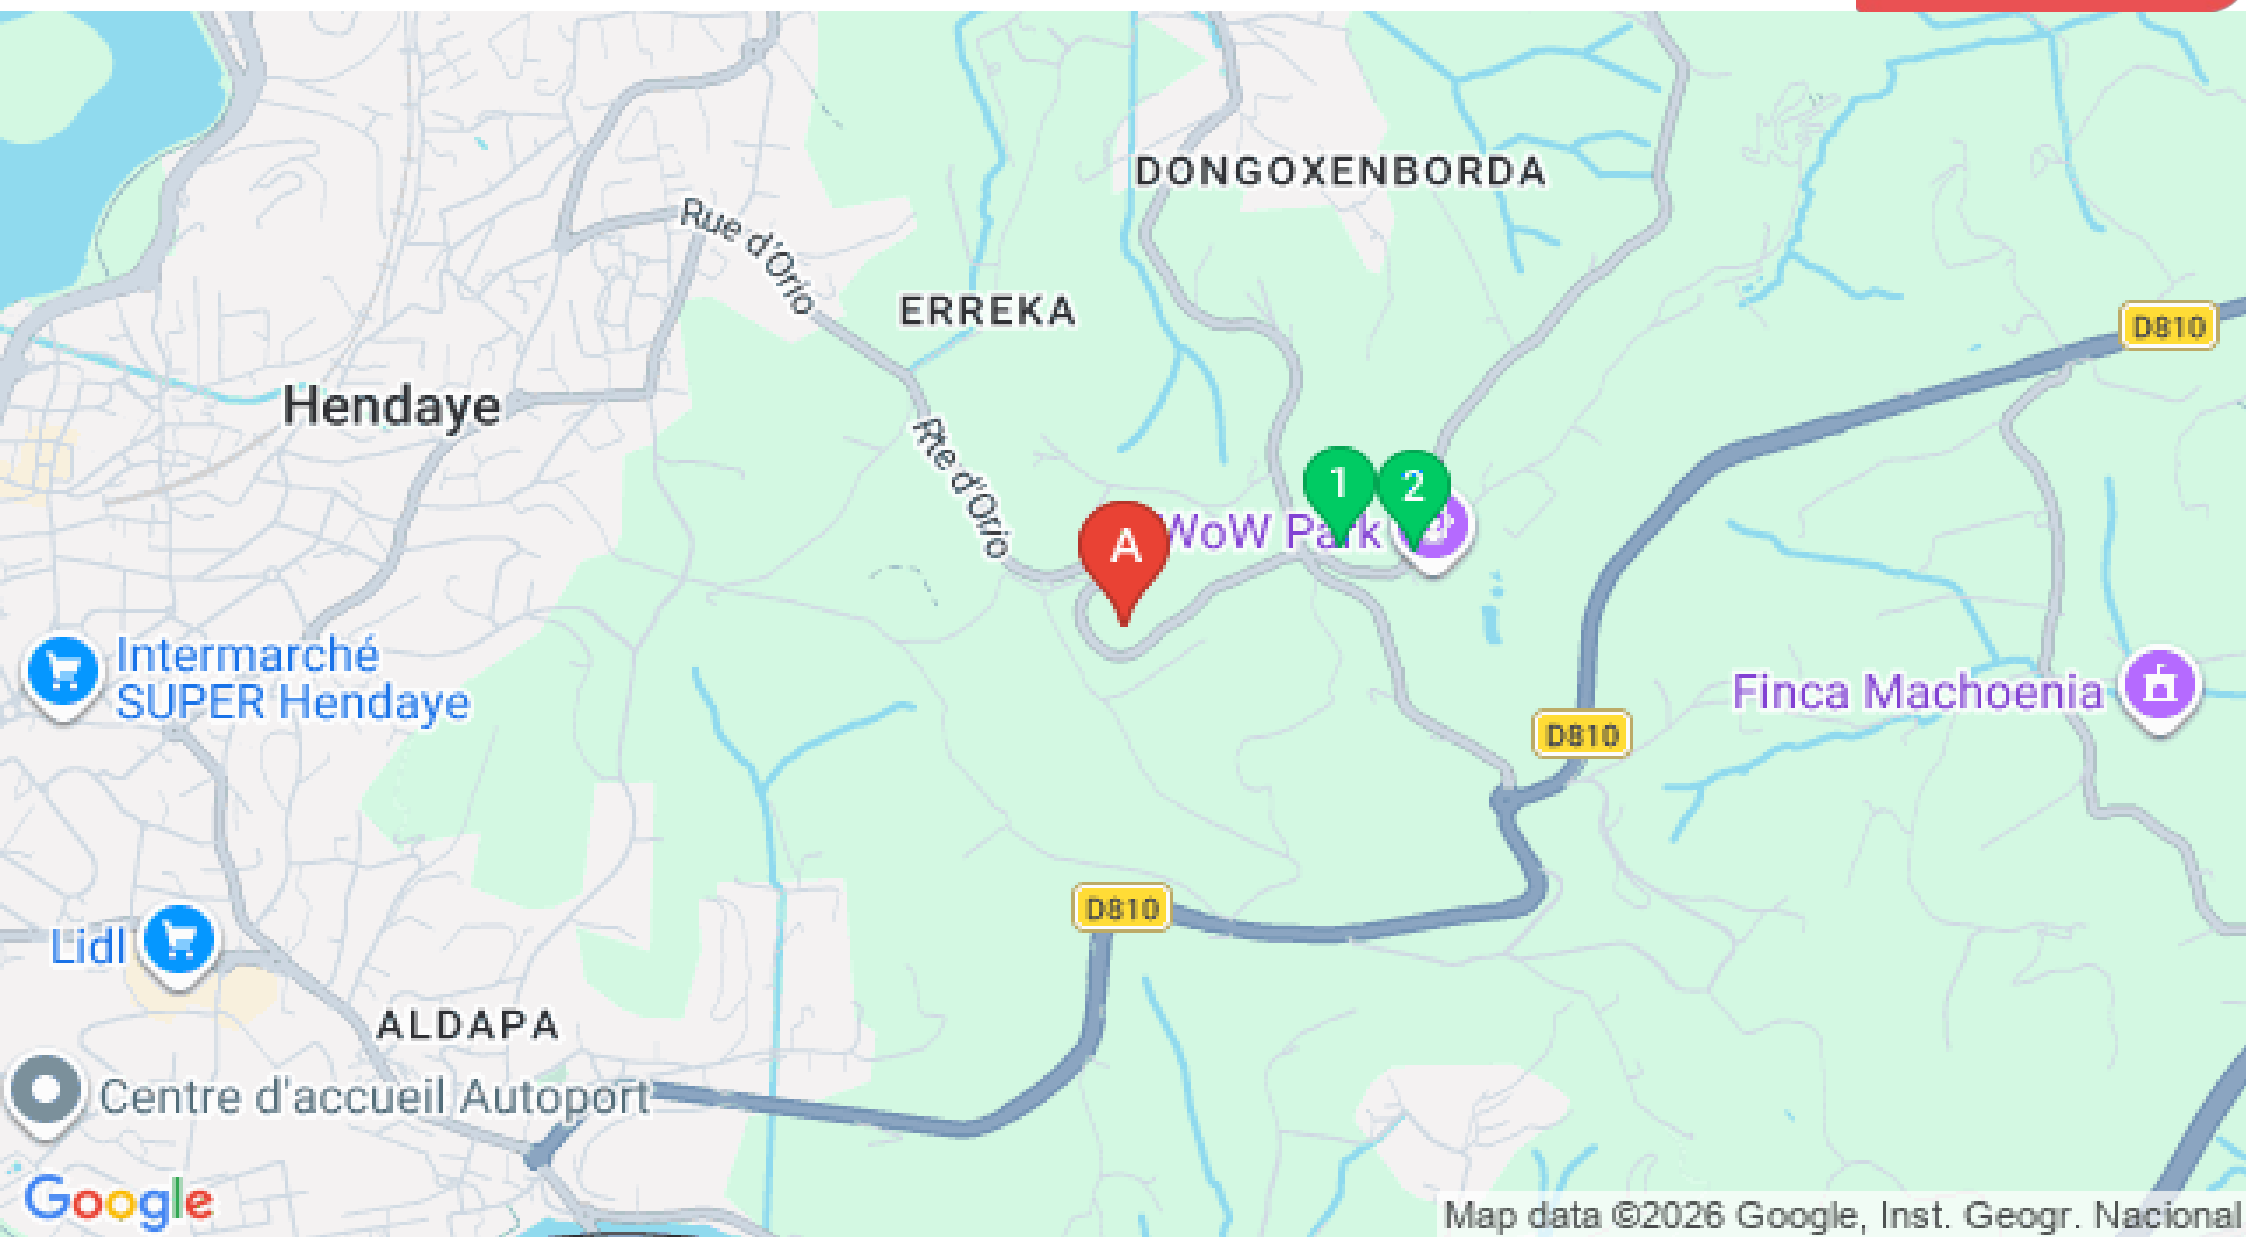 DONGOXENBORDA
Rue d'Orio
ERREKA
D810
Hendaye
Rte d'Orio
1
2
WoW Park
A
Intermarché
SUPER Hendaye
Finca Machoenia
D810
D810
Lidl
ALDAPA
Centre d'accueil Autoport
Google
Map data ©2026 Google, Inst. Geogr. Nacional